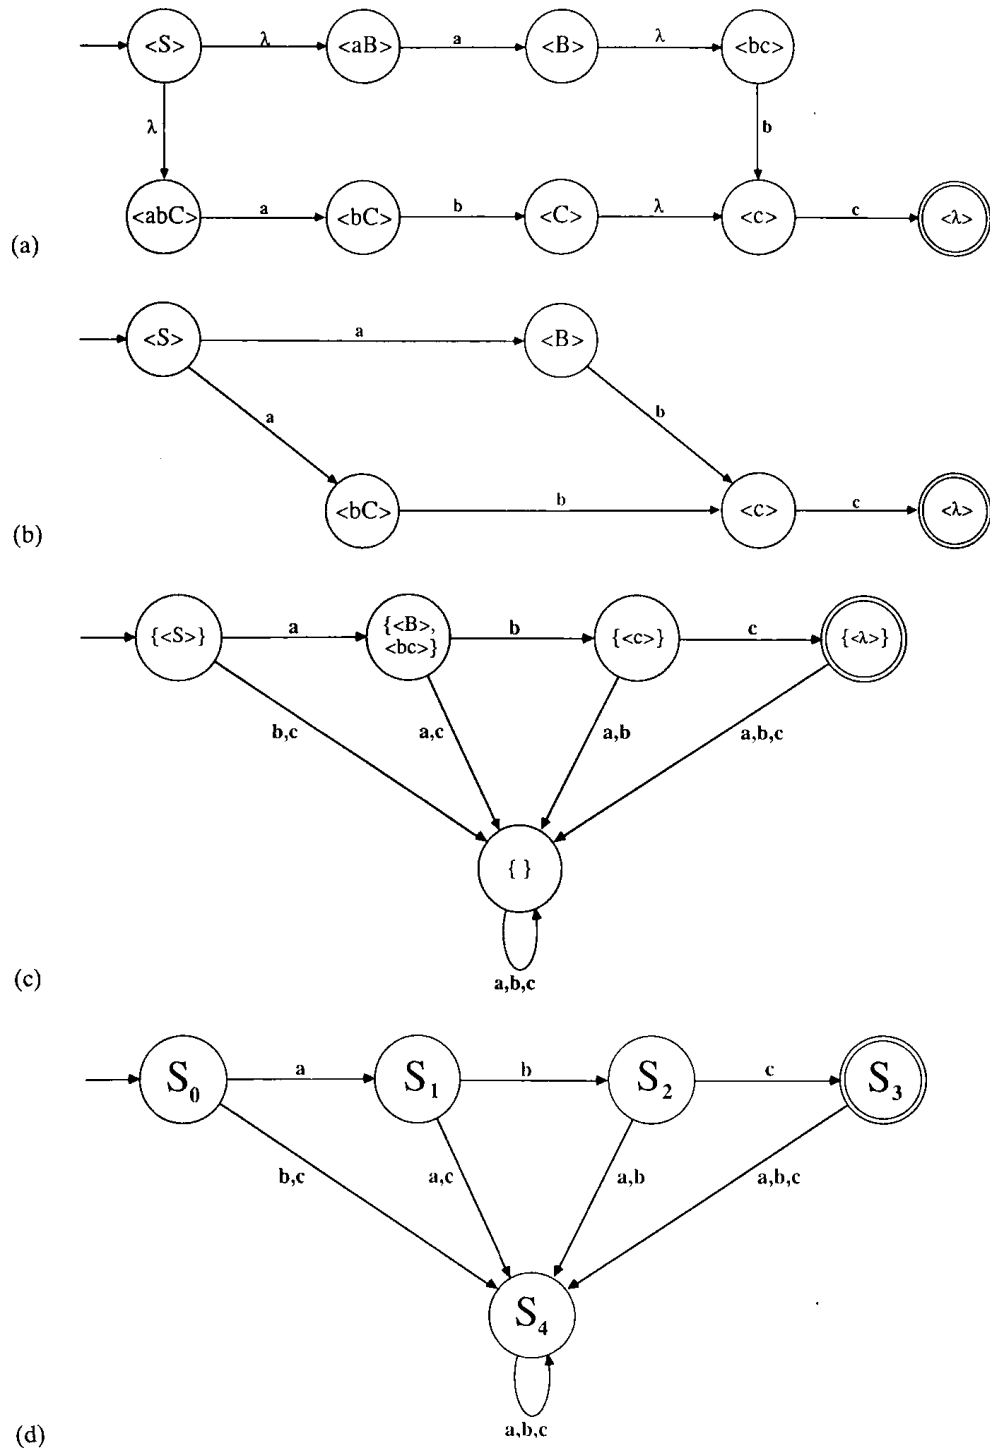 <S> λ <aB> a <B> λ <bc>
λ b
<abC> a <bC> b <C> λ <c> c <λ>
(a)
<S> a <B>
a b
<bC> b <c> c <λ>
(b)
{<S>} a {<B>, <bc>} b {<c>} c {<λ>}
b,c a,c a,b a,b,c
{ }
a,b,c
(c)
S₀ a S₁ b S₂ c S₃
b,c a,c a,b a,b,c
S₄
a,b,c
(d)